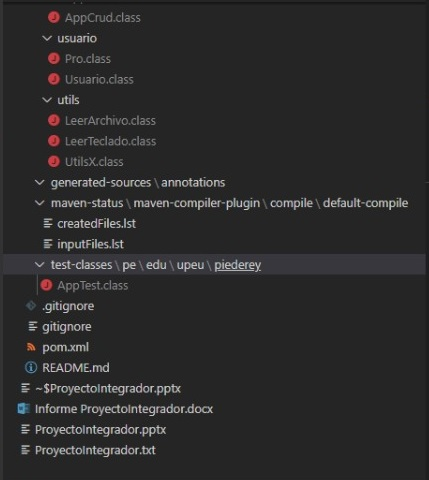 AppCrud.class
usuario
Pro.class
Usuario.class
utils
LeerArchivo.class
LeerTeclado.class
UtilsX.class
generated-sources \ annotations
maven-status \ maven-compiler-plugin \ compile \ default-compile
createdFiles.lst
inputFiles.lst
test-classes \ pe \ edu \ upeu \ piederey
AppTest.class
.gitignore
gitignore
pom.xml
README.md
~$ProyectoIntegrador.pptx
Informe ProyectoIntegrador.docx
ProyectoIntegrador.pptx
ProyectoIntegrador.txt